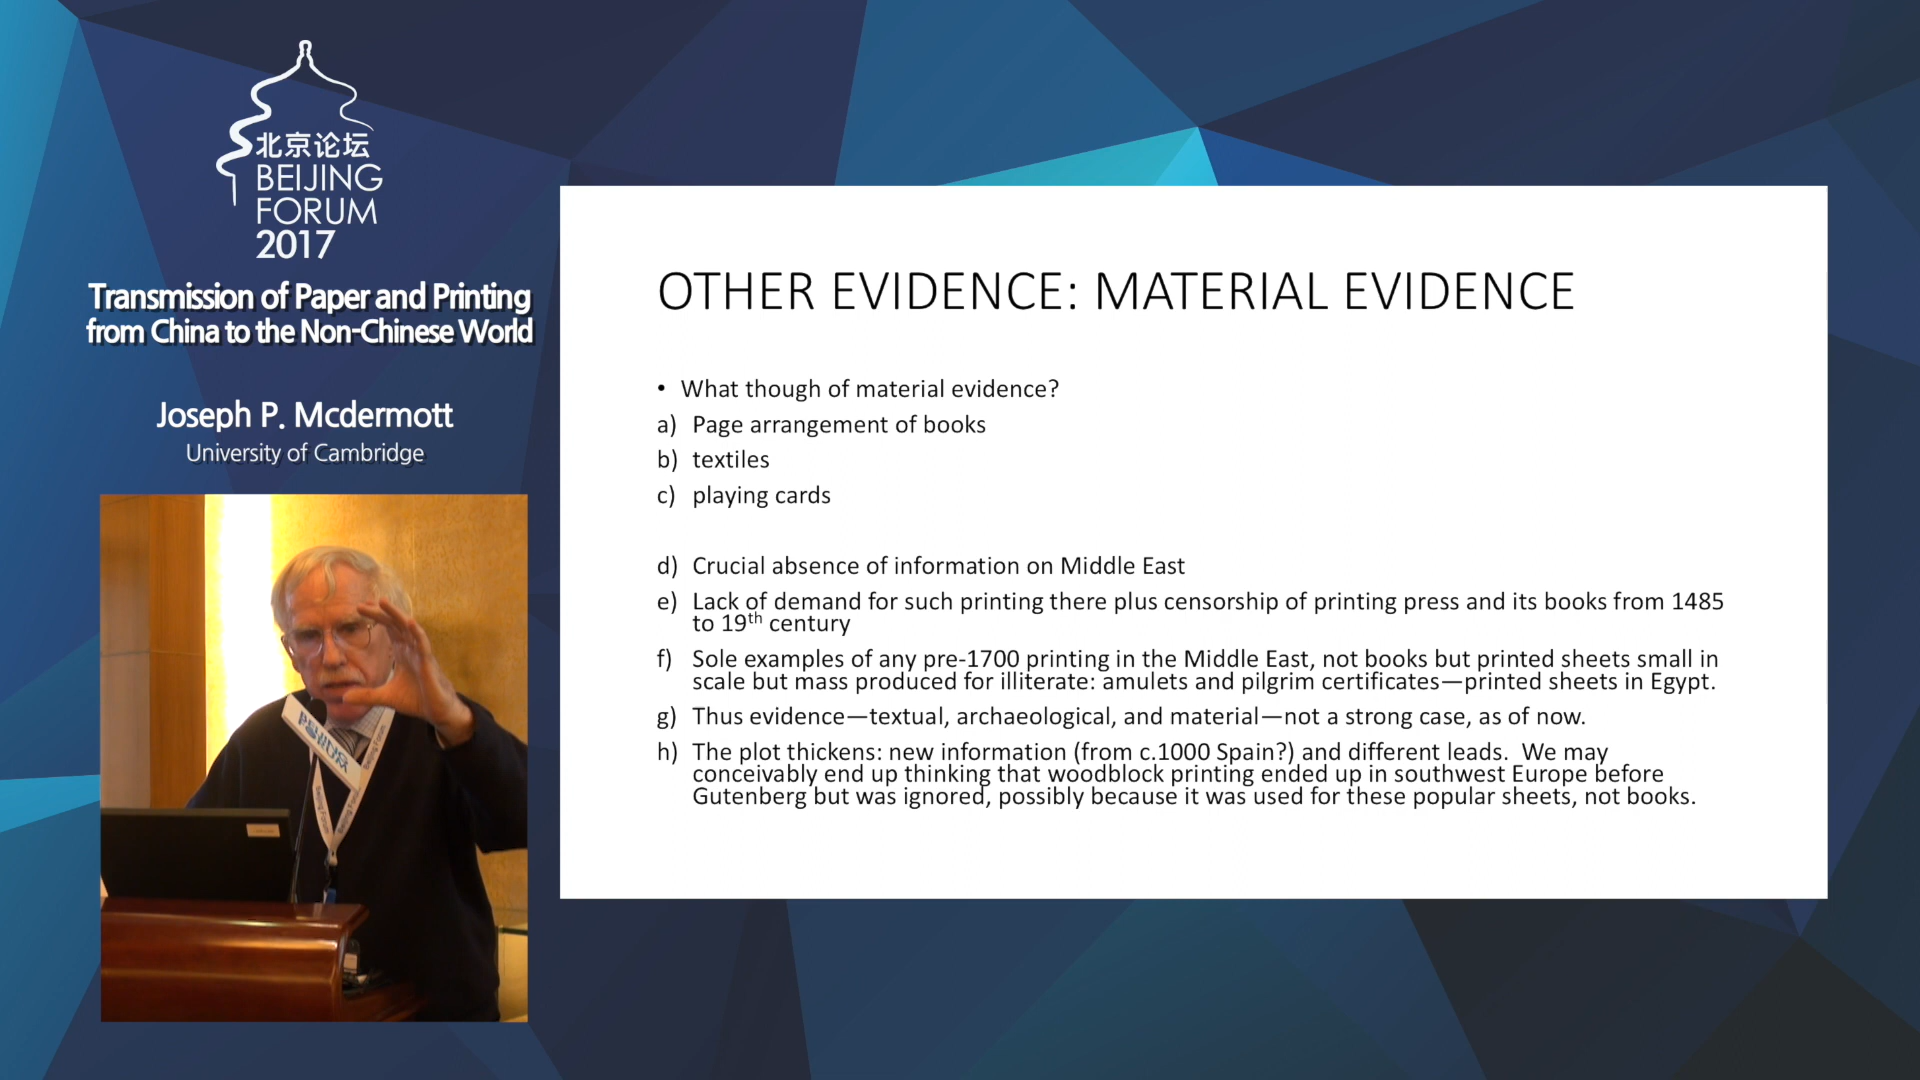 北京论坛
BEIJING
FORUM
2017
Transmission of Paper and Printing
from China to the Non-Chinese World
Joseph P. Mcdermott
University of Cambridge
OTHER EVIDENCE: MATERIAL EVIDENCE
• What though of material evidence?
a) Page arrangement of books
b) textiles
c) playing cards
d) Crucial absence of information on Middle East
e) Lack of demand for such printing there plus censorship of printing press and its books from 1485
to 19th century
f) Sole examples of any pre-1700 printing in the Middle East, not books but printed sheets small in
scale but mass produced for illiterate: amulets and pilgrim certificates—printed sheets in Egypt.
g) Thus evidence—textual, archaeological, and material—not a strong case, as of now.
h) The plot thickens: new information (from c.1000 Spain?) and different leads. We may
conceivably end up thinking that woodblock printing ended up in southwest Europe before
Gutenberg but was ignored, possibly because it was used for these popular sheets, not books.